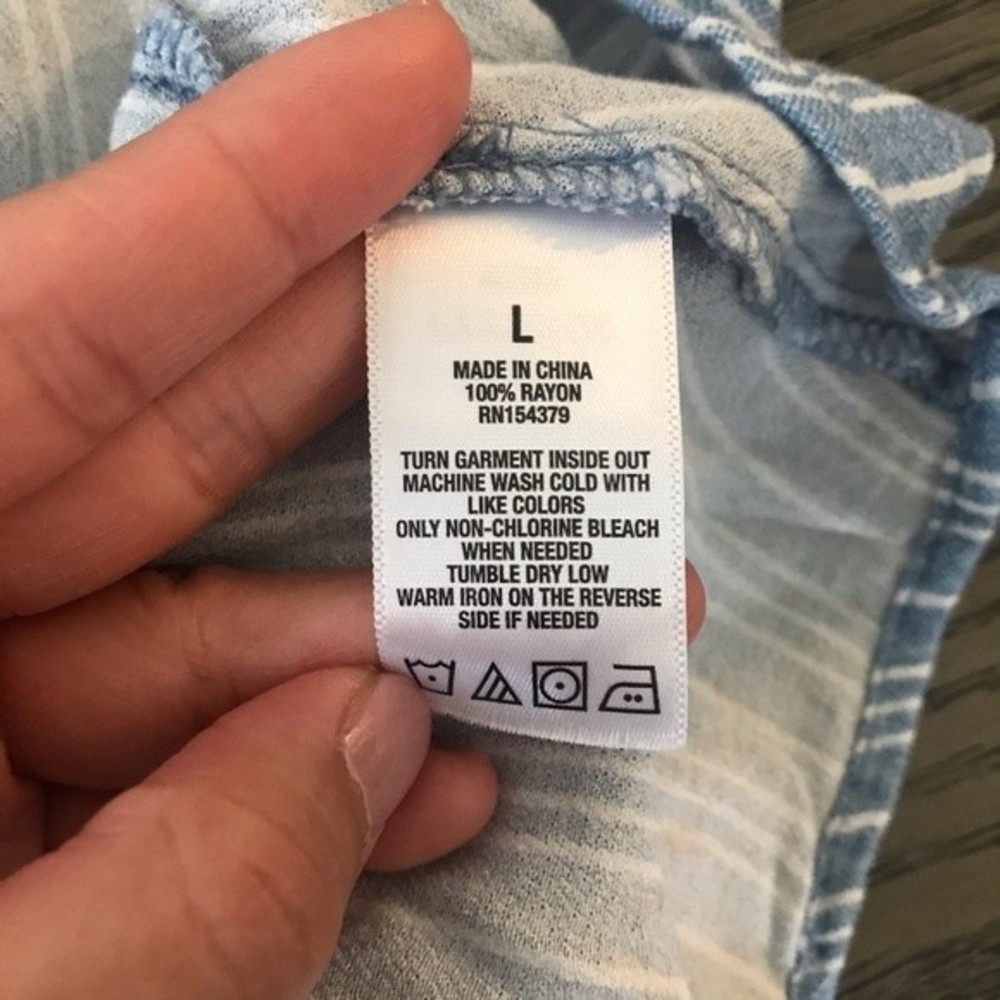 L
MADE IN CHINA
100% RAYON
RN154379
TURN GARMENT INSIDE OUT
MACHINE WASH COLD WITH
LIKE COLORS
ONLY NON-CHLORINE BLEACH
WHEN NEEDED
TUMBLE DRY LOW
WARM IRON ON THE REVERSE
SIDE IF NEEDED